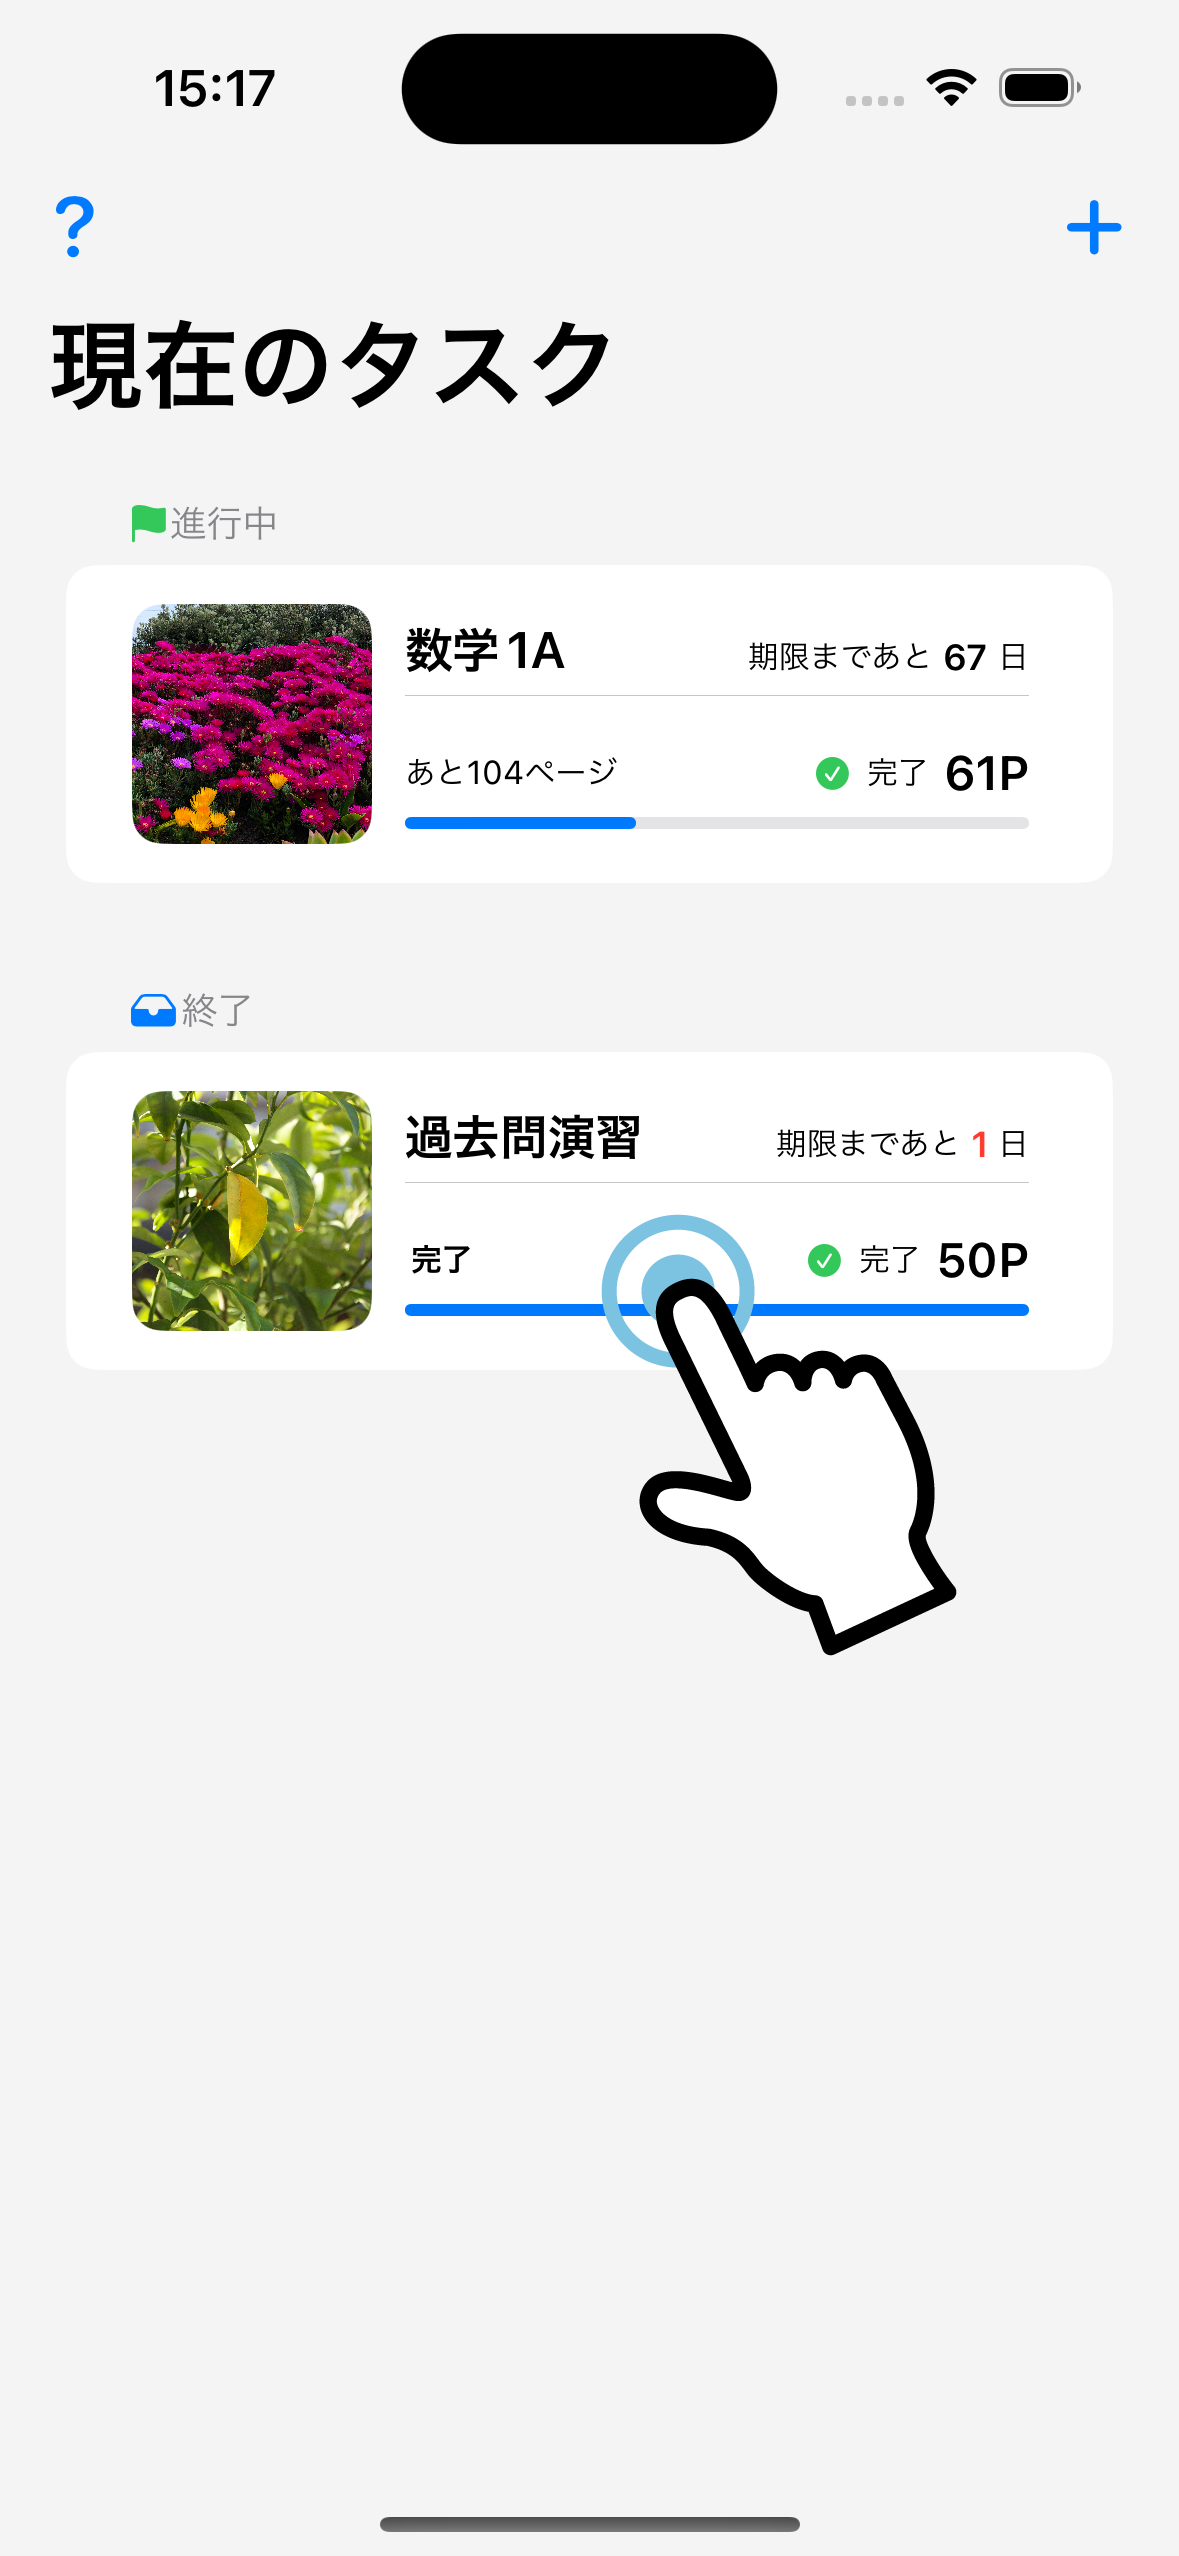 15:17
?
現在のタスク
進行中
数学1A 期限まであと 67 日
あと104ページ 完了 61P
終了
過去問演習 期限まであと 1 日
完了 完了 50P